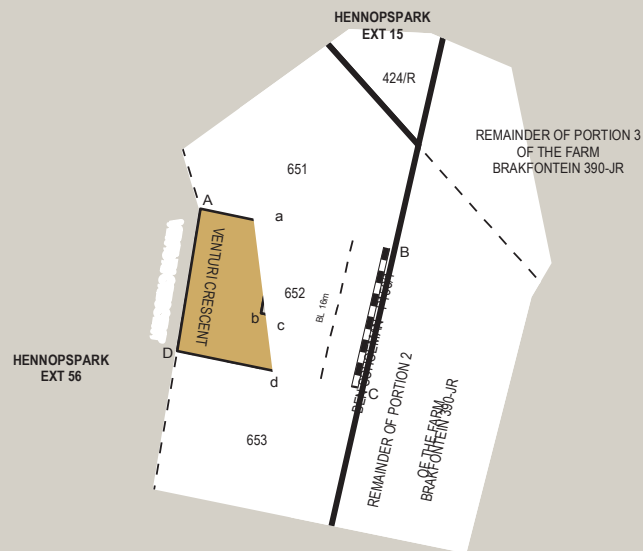 HENNOPSPARK
EXT 15
424/R
REMAINDER OF PORTION 3
OF THE FARM
BRAKFONTEIN 390-JR
651
A
a
VENTURI CRESCENT
B
652
BL 16m
b
c
D
HENNOPSPARK
EXT 56
d
C
REMAINDER OF PORTION 2
OF THE FARM
BRAKFONTEIN 390-JR
653